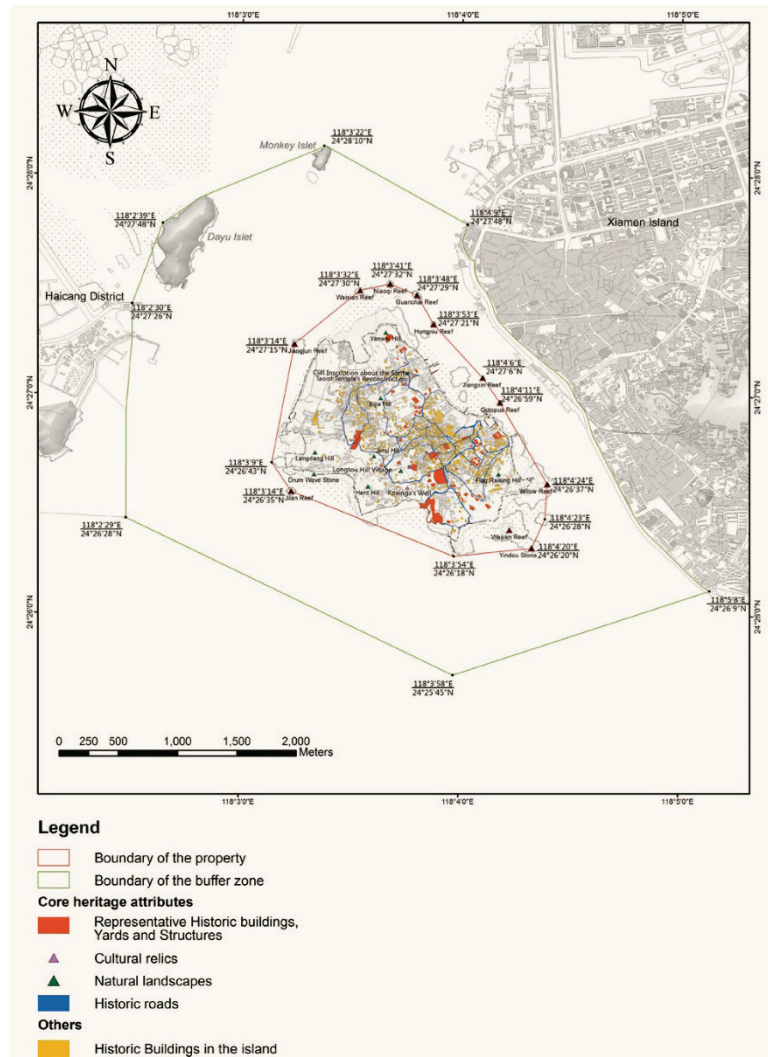 118°3'0"E
118°4'0"E
118°5'0"E
N
W
E
S
Monkey Islet
118°3'22"E
24°28'10"N
24°28'0"N
24°28'0"N
118°2'39"E
24°27'48"N
118°4'9"E
24°27'48"N
Xiamen Island
Dayu Islet
118°3'41"E
24°27'32"N
118°3'32"E
24°27'30"N
118°3'48"E
24°27'29"N
Niaoqi Reef
Guanchai Reef
Haicang District
118°2'30"E
24°27'26"N
118°3'53"E
24°27'21"N
Hongniu Reef
118°3'14"E
24°27'15"N
Jiangjun Reef
118°4'6"E
24°27'6"N
Taoist Temple's Reconstruction
Jiangxin Reef
118°4'11"E
24°26'59"N
24°27'0"N
24°27'0"N
Octopus Reef
Bijia Hill
Langdang Hill
118°3'9"E
24°26'43"N
Longtou Hill Village
Drum Wave Stone
Flag Raising Hill
118°4'24"E
24°26'37"N
118°3'14"E
24°26'35"N
Jian Reef
Hero Hill
Koxinga's Well
Willow Reef
118°2'29"E
24°26'28"N
118°4'23"E
24°26'28"N
118°4'20"E
24°26'20"N
Yindou Stone
118°3'54"E
24°26'18"N
118°5'8"E
24°26'9"N
24°26'0"N
24°25'0"N
118°3'58"E
24°25'45"N
0 250 500 1,000 1,500 2,000
Meters
118°3'0"E
118°4'0"E
118°5'0"E
Legend
Boundary of the property
Boundary of the buffer zone
Core heritage attributes
Representative Historic buildings,
Yards and Structures
Cultural relics
Natural landscapes
Historic roads
Others
Historic Buildings in the island